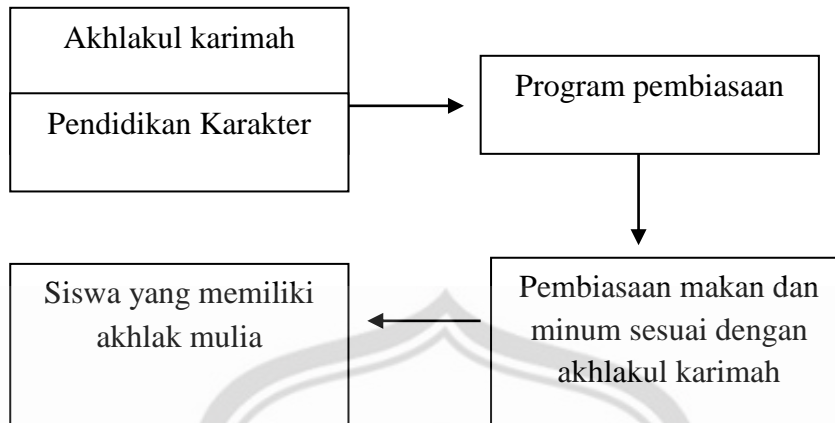 Akhlakul karimah
Pendidikan Karakter
Program pembiasaan
Pembiasaan makan dan
minum sesuai dengan
akhlakul karimah
Siswa yang memiliki
akhlak mulia